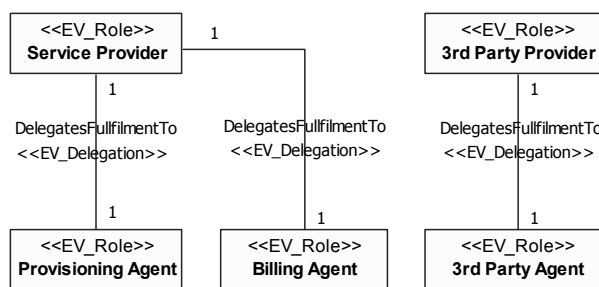 <<EV_Role>>
Service Provider
1
1
DelegatesFullfilmentTo
<<EV_Delegation>>
1
<<EV_Role>>
Provisioning Agent
DelegatesFullfilmentTo
<<EV_Delegation>>
1
<<EV_Role>>
Billing Agent
<<EV_Role>>
3rd Party Provider
1
DelegatesFullfilmentTo
<<EV_Delegation>>
1
<<EV_Role>>
3rd Party Agent